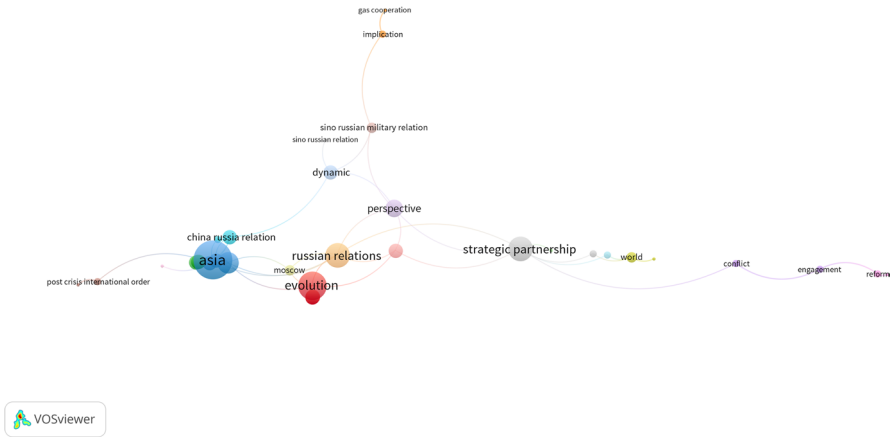 gas cooperation
implication
sino russian military relation
sino russian relation
dynamic
perspective
china russia relation
strategic partnership
russian relations
world
asia
conflict
moscow
engagement
reform
post crisis international order
evolution
VOSviewer